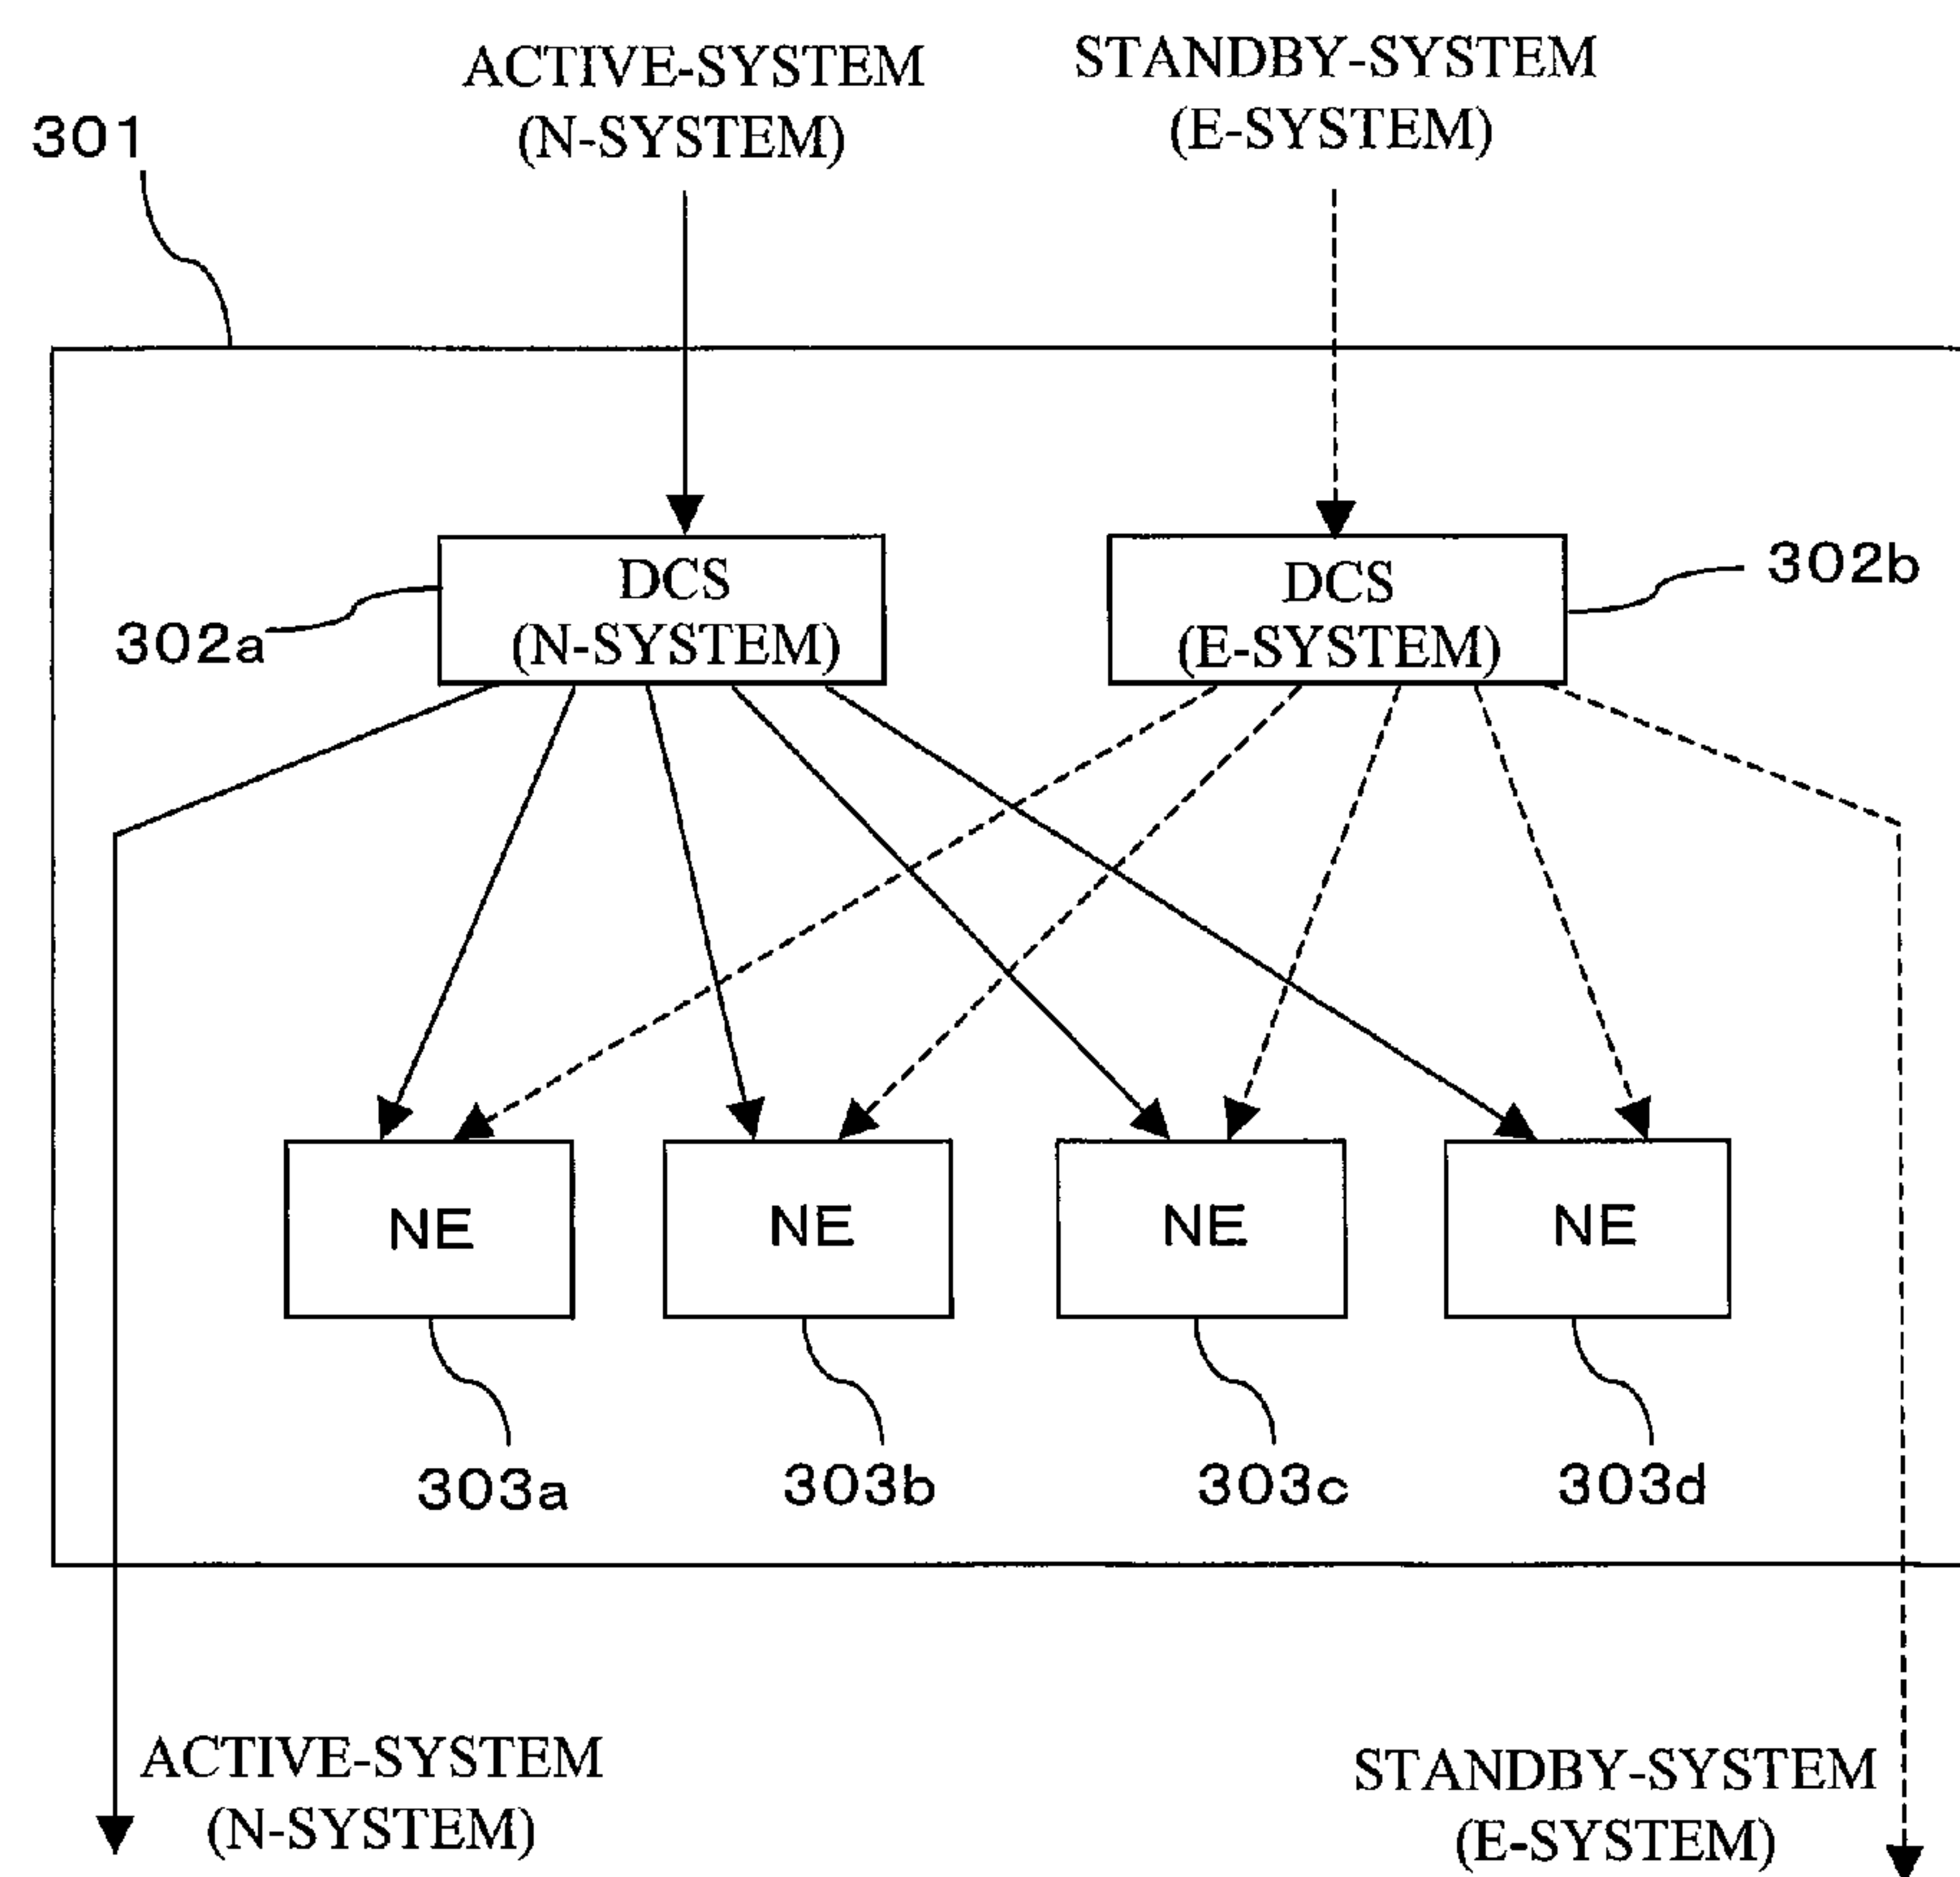 ACTIVE-SYSTEM
(N-SYSTEM)
STANDBY-SYSTEM
(E-SYSTEM)
301
DCS
(N-SYSTEM)
302a
DCS
(E-SYSTEM)
302b
NE
NE
NE
NE
303a
303b
303c
303d
ACTIVE-SYSTEM
(N-SYSTEM)
STANDBY-SYSTEM
(E-SYSTEM)